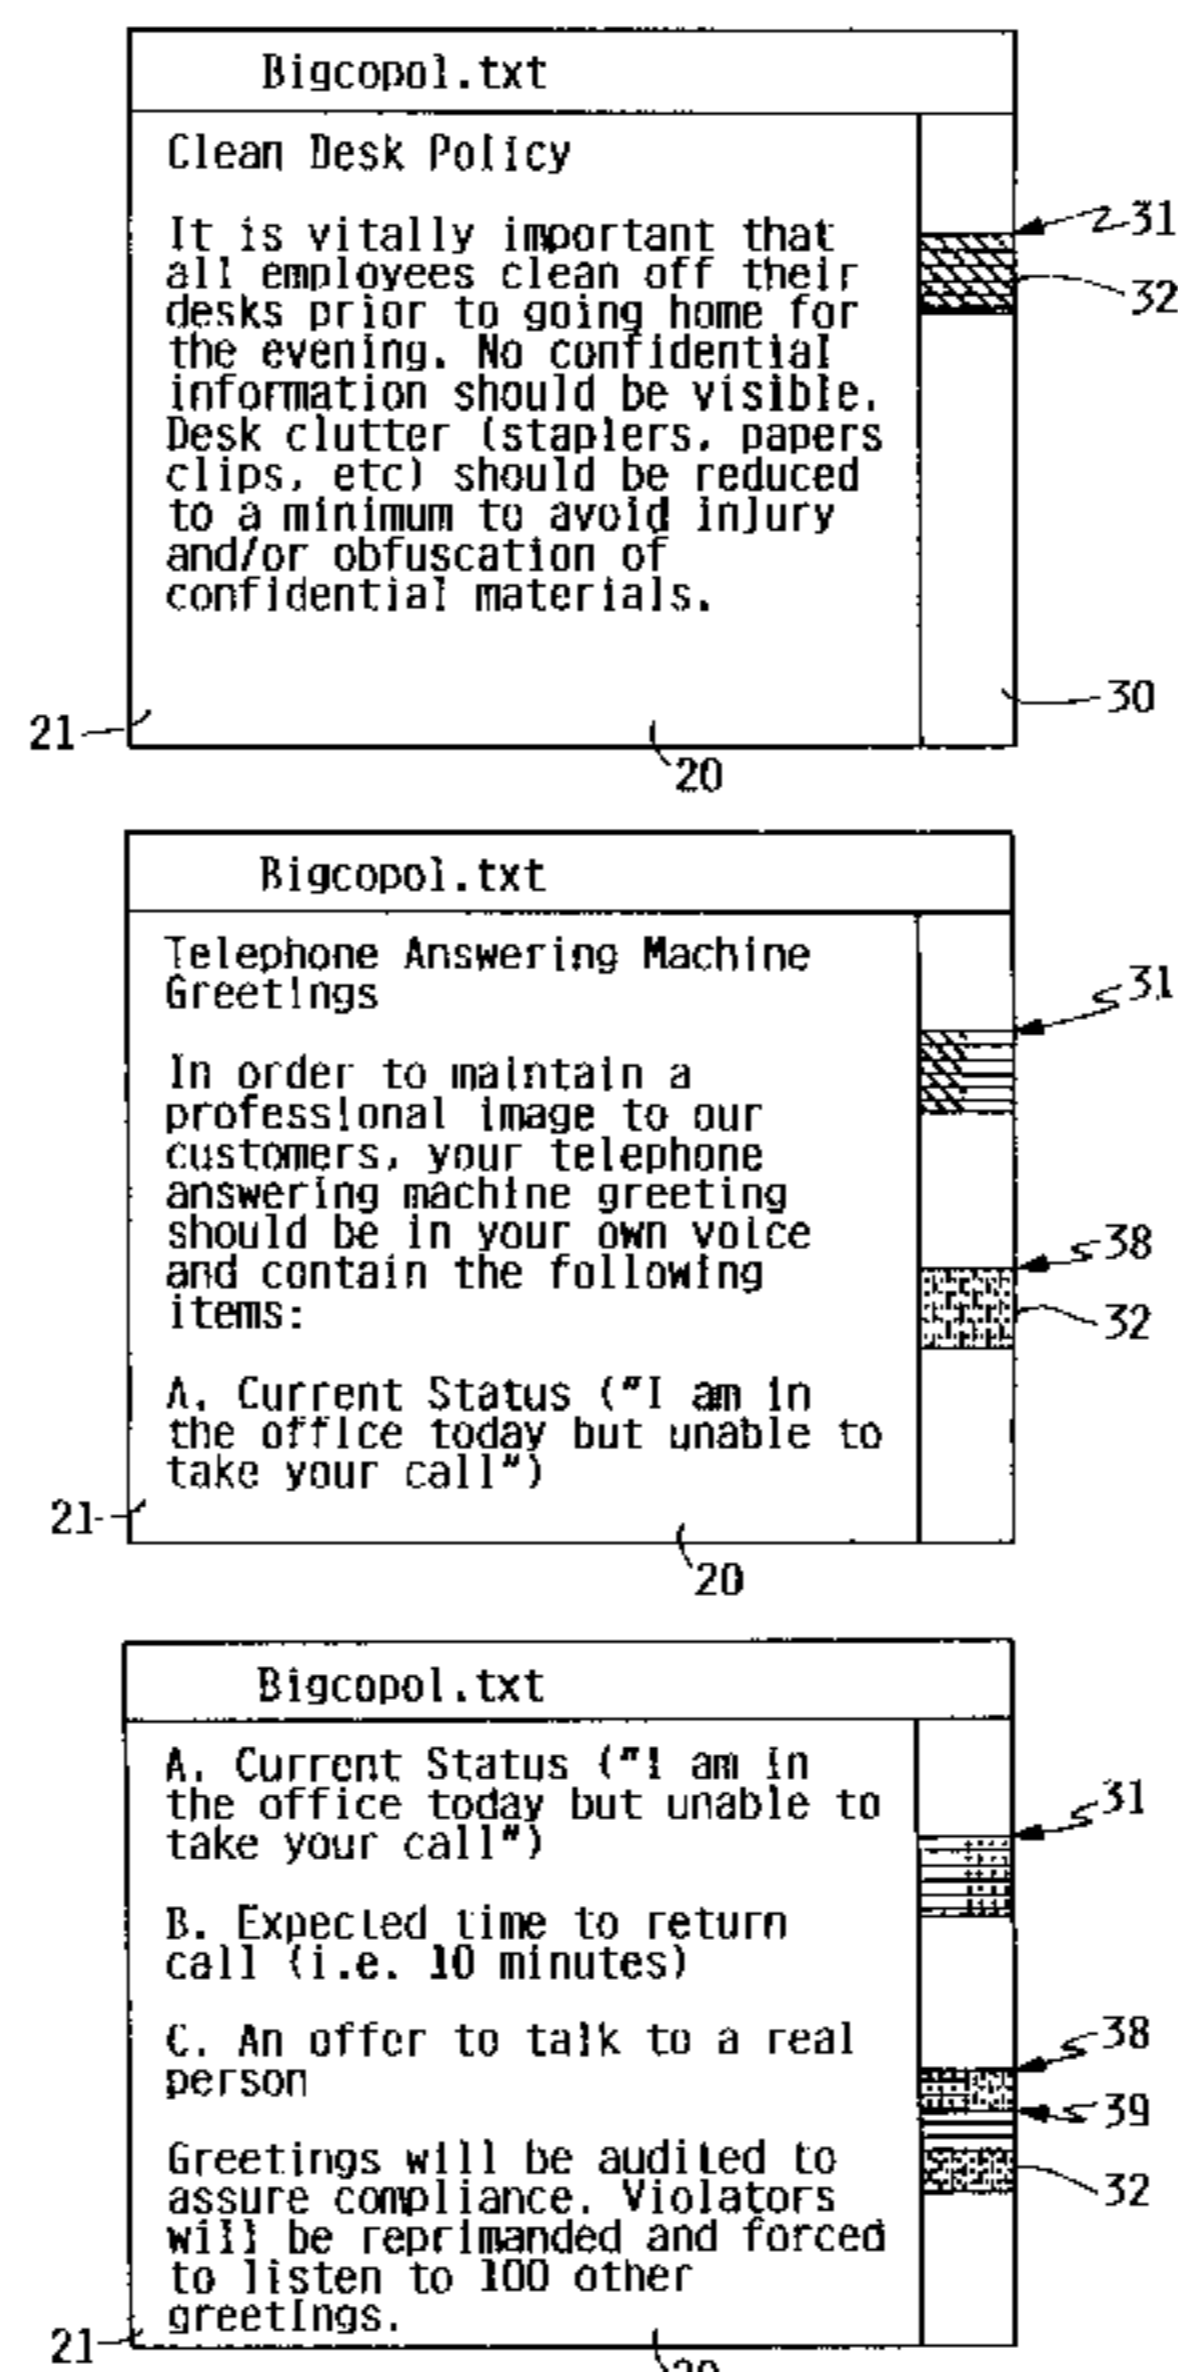 Bigcopol.txt
Clean Desk Policy
31
It is vitally important that
all employees clean off their
32
desks prior to going home for
the evening. No confidential
information should be visible.
Desk clutter (staplers, papers
clips, etc) should be reduced
to a minimum to avoid injury
and/or obfuscation of
confidential materials.
30
21
20
Bigcopol.txt
Telephone Answering Machine
Greetings
31
In order to maintain a
professional image to our
customers, your telephone
answering machine greeting
should be in your own voice
38
and contain the following
items:
32
A. Current Status ("I am in
the office today but unable to
take your call")
21
20
Bigcopol.txt
A. Current Status ("I am in
the office today but unable to
31
take your call")
B. Expected time to return
call (i.e. 10 minutes)
C. An offer to talk to a real
38
person
39
Greetings will be audited to
assure compliance. Violators
32
will be reprimanded and forced
to listen to 100 other
greetings.
21
20